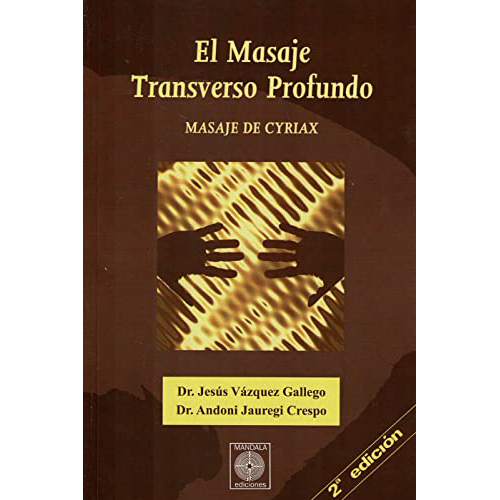 El Masaje
Transverso Profundo
MASAJE DE CYRIAX
Dr. Jesús Vázquez Gallego
Dr. Andoni Jauregi Crespo
2ª edición
MANDALA
ediciones